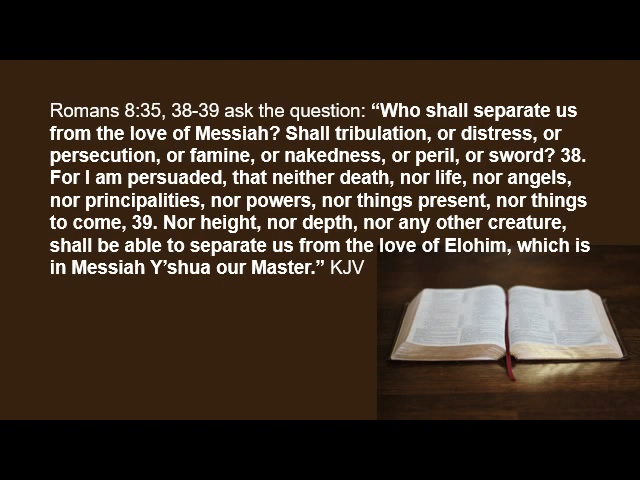 Romans 8:35, 38-39 ask the question: “Who shall separate us
from the love of Messiah? Shall tribulation, or distress, or
persecution, or famine, or nakedness, or peril, or sword? 38.
For I am persuaded, that neither death, nor life, nor angels,
nor principalities, nor powers, nor things present, nor things
to come, 39. Nor height, nor depth, nor any other creature,
shall be able to separate us from the love of Elohim, which is
in Messiah Y’shua our Master.” KJV